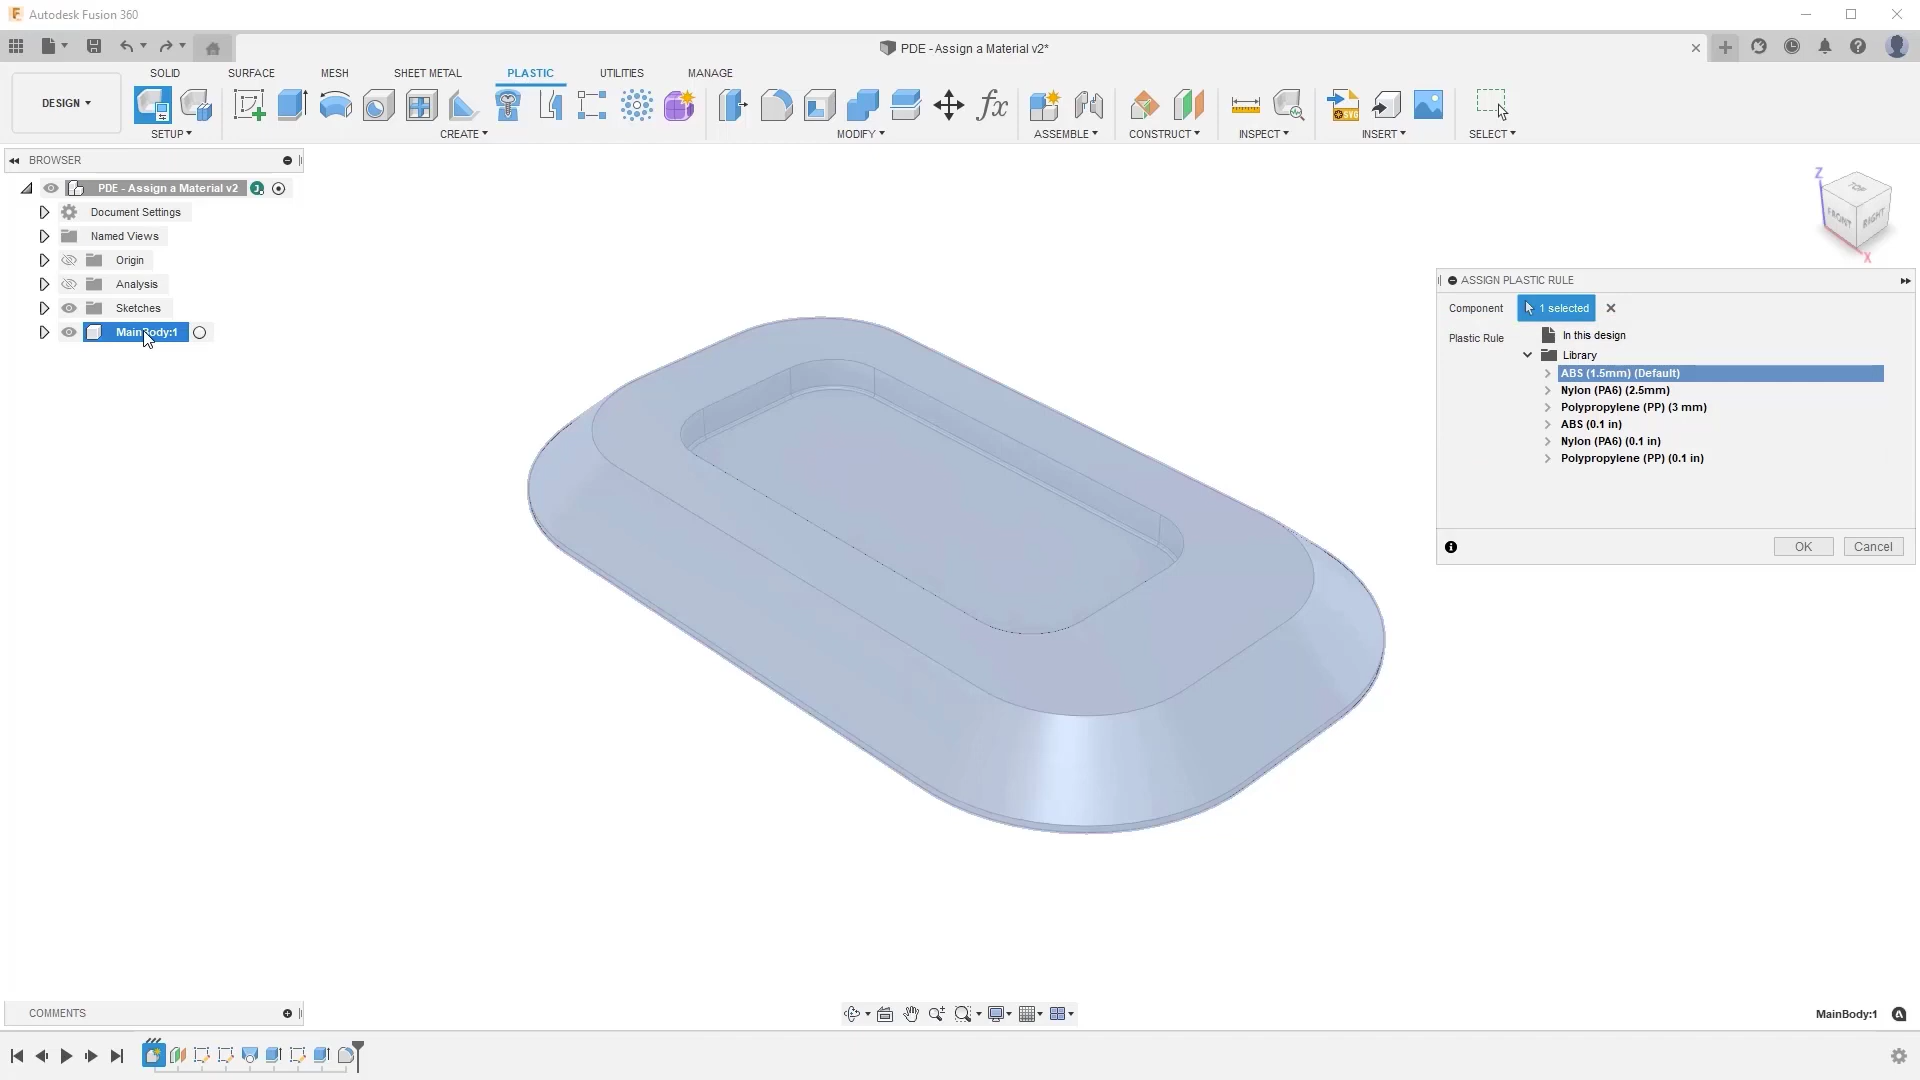 Autodesk Fusion 360
PDE - Assign a Material v2*
DESIGN
SOLID SURFACE MESH SHEET METAL PLASTIC UTILITIES MANAGE
SETUP CREATE MODIFY ASSEMBLE CONSTRUCT INSPECT INSERT SELECT
BROWSER
PDE - Assign a Material v2
Document Settings
Named Views
Origin
Analysis
Sketches
MainBody:1
TOP
FRONT
RIGHT
Z
X
ASSIGN PLASTIC RULE
Component 1 selected
Plastic Rule In this design
Library
ABS (1.5mm) (Default)
Nylon (PA6) (2.5mm)
Polypropylene (PP) (3 mm)
ABS (0.1 in)
Nylon (PA6) (0.1 in)
Polypropylene (PP) (0.1 in)
OK Cancel
COMMENTS
MainBody:1